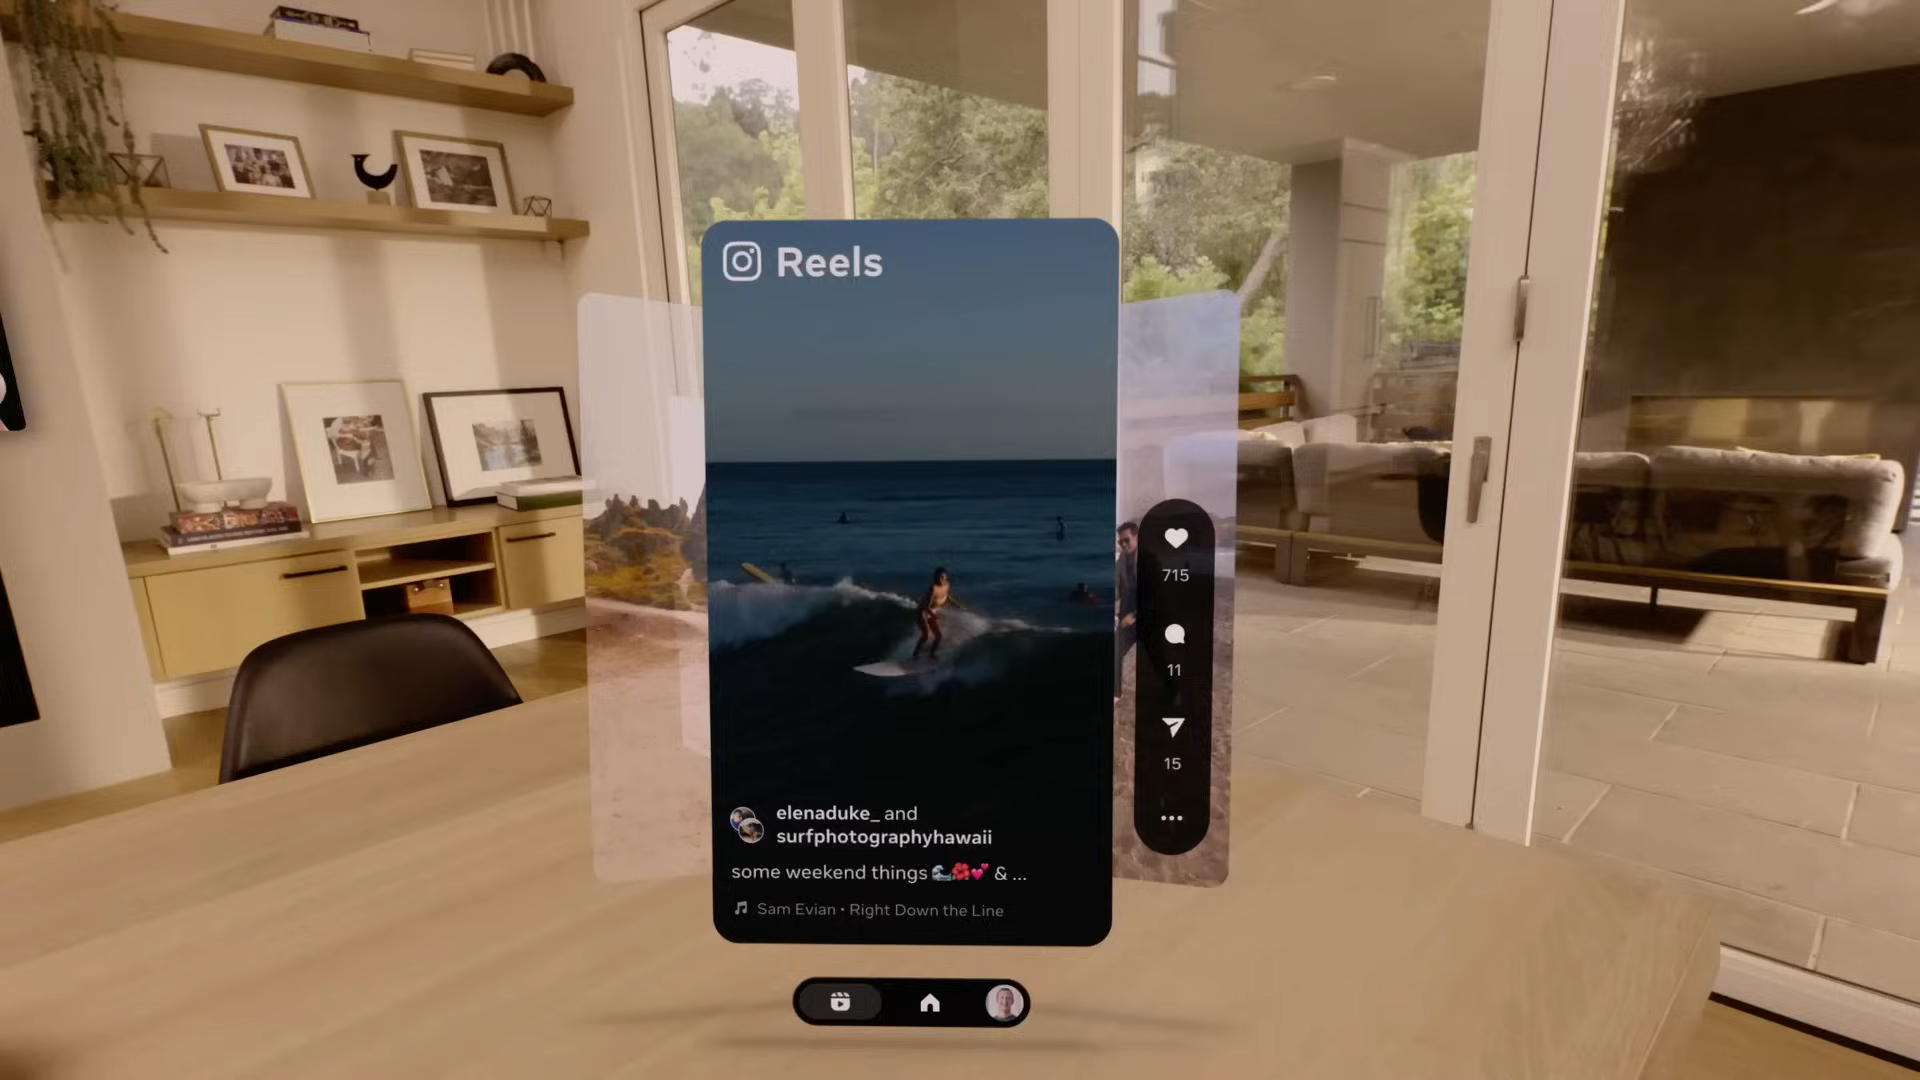 Reels
715
11
15
elenaduke_ and
surfphotographyhawaii
some weekend things 🌊🌺💕 & ...
Sam Evian • Right Down the Line